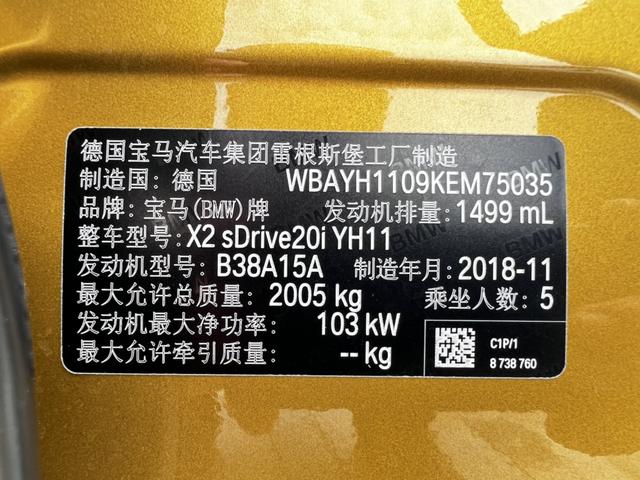 德国宝马汽车集团雷根斯堡工厂制造
制造国: 德国 WBAYH1109KEM75035
品牌: 宝马(BMW)牌 发动机排量: 1499 mL
整车型号: X2 sDrive20i YH11
发动机型号: B38A15A 制造年月: 2018-11
最大允许总质量: 2005 kg 乘坐人数: 5
发动机最大净功率: 103 kW
最大允许牵引质量: -- kg
C1P/1
8 738 760